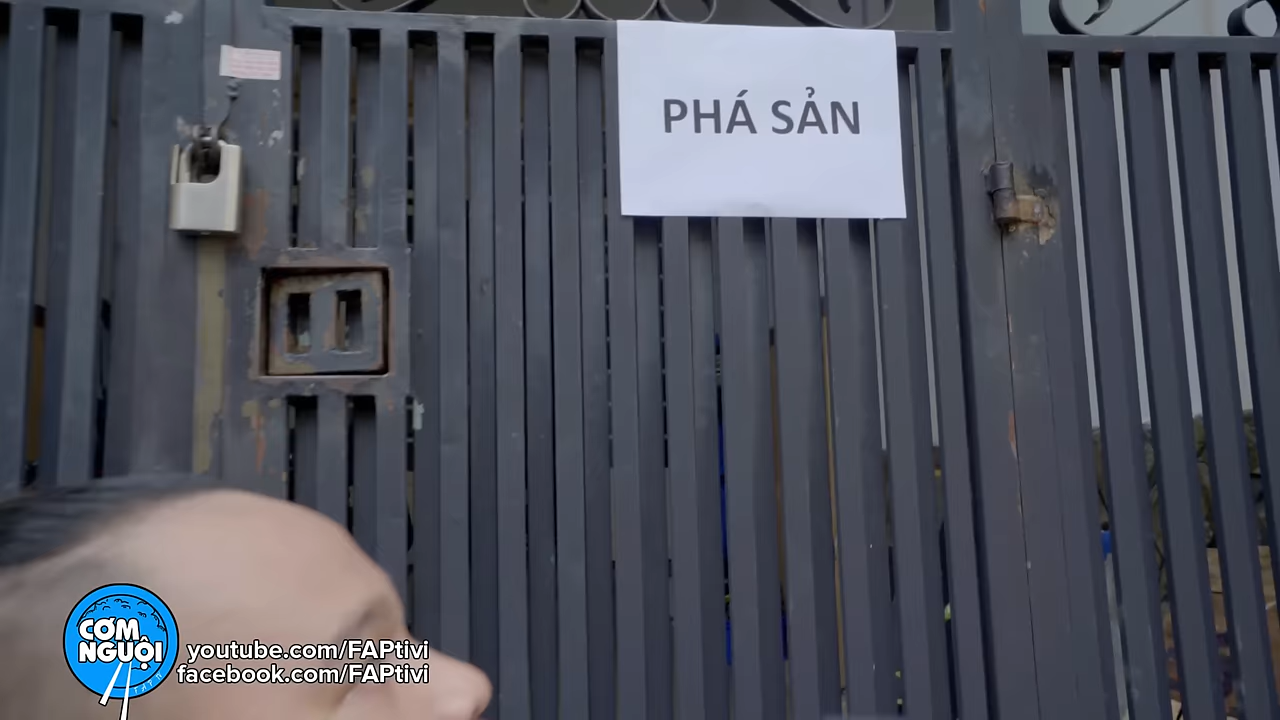 PHÁ SẢN
CƠM
NGUỘI
youtube.com/FAPtivi
facebook.com/FAPtivi